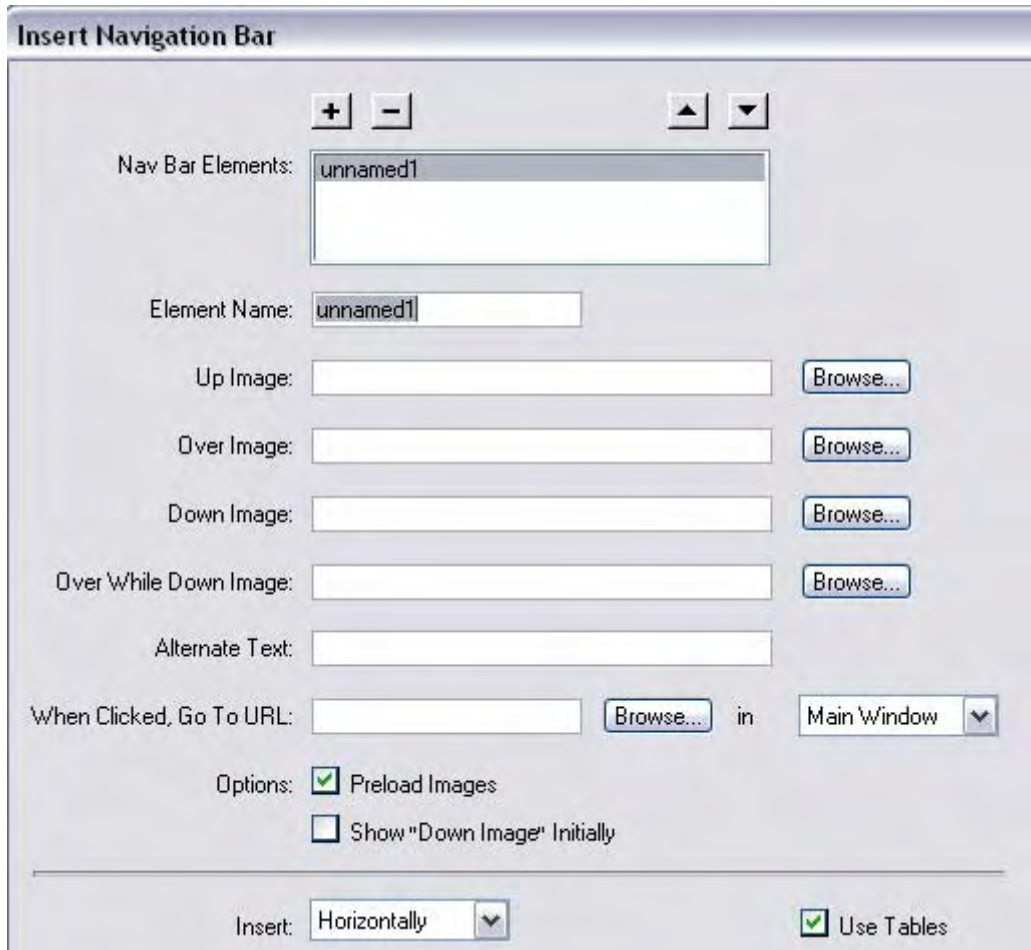 Insert Navigation Bar
+ −
Nav Bar Elements: unnamed1
Element Name: unnamed1
Up Image: Browse...
Over Image: Browse...
Down Image: Browse...
Over While Down Image: Browse...
Alternate Text:
When Clicked, Go To URL: Browse... in Main Window
Options: Preload Images
Show "Down Image" Initially
Insert: Horizontally Use Tables